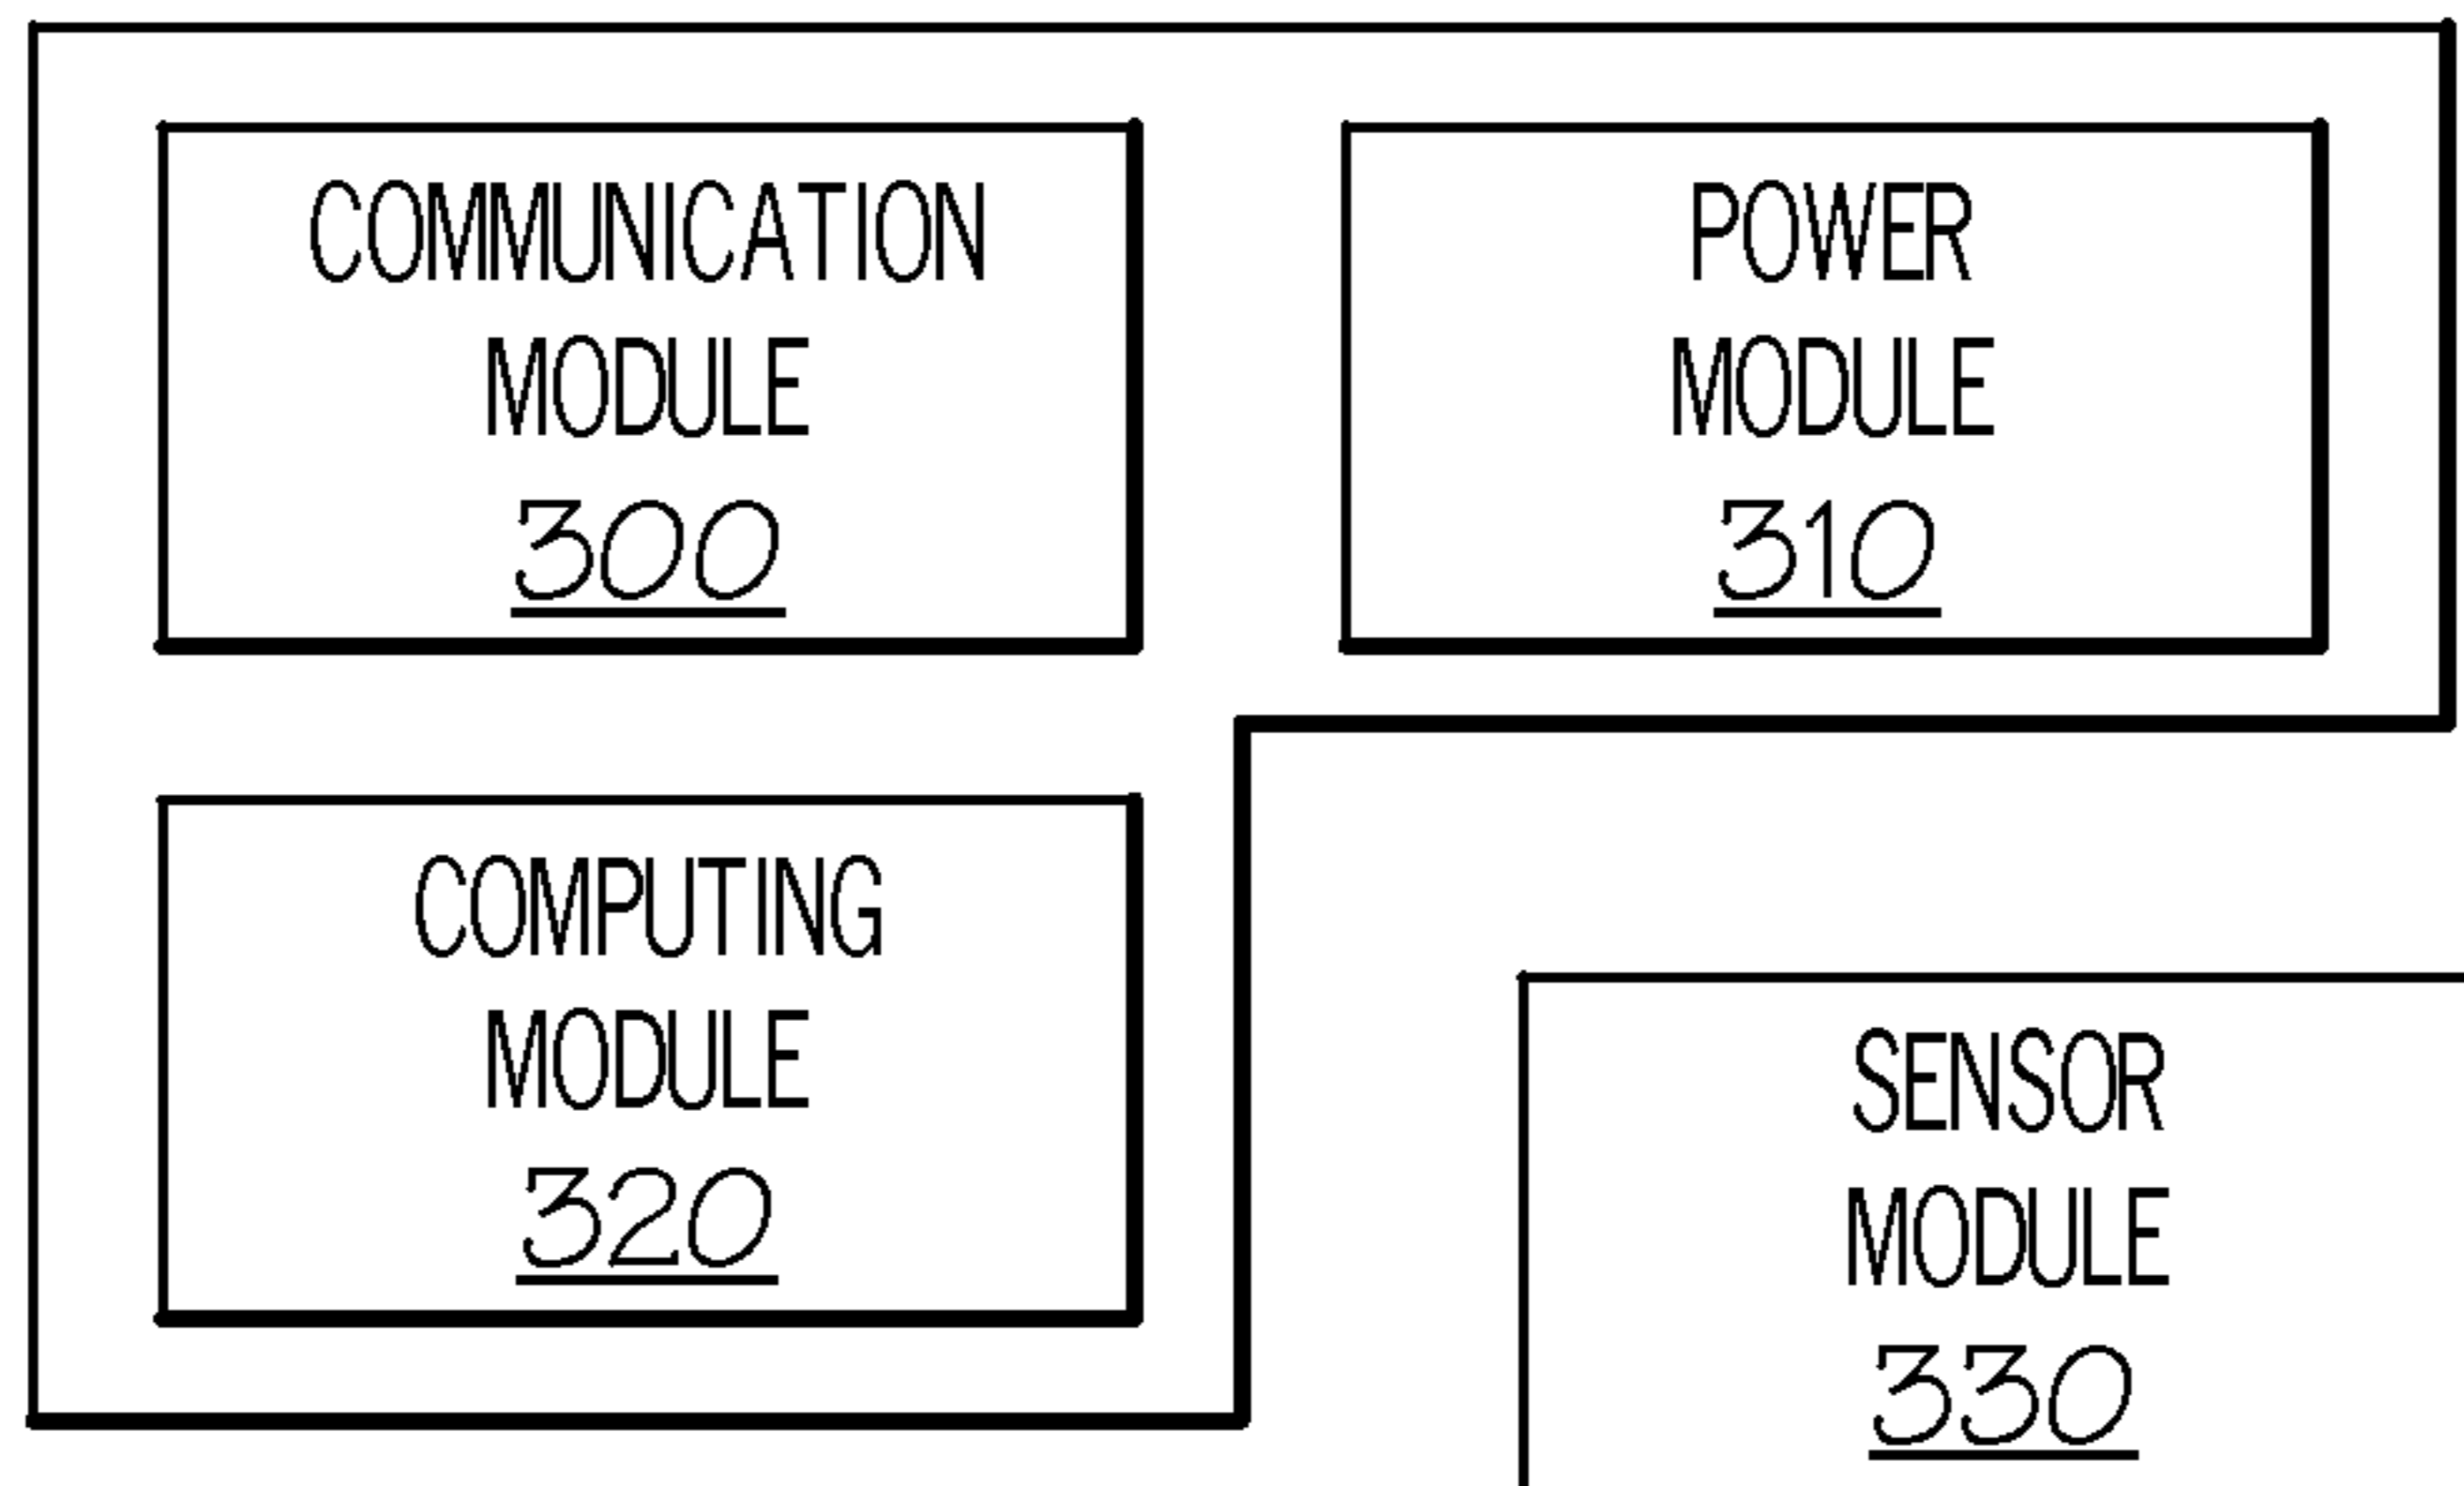 COMMUNICATION
MODULE
300
POWER
MODULE
310
COMPUTING
MODULE
320
SENSOR
MODULE
330